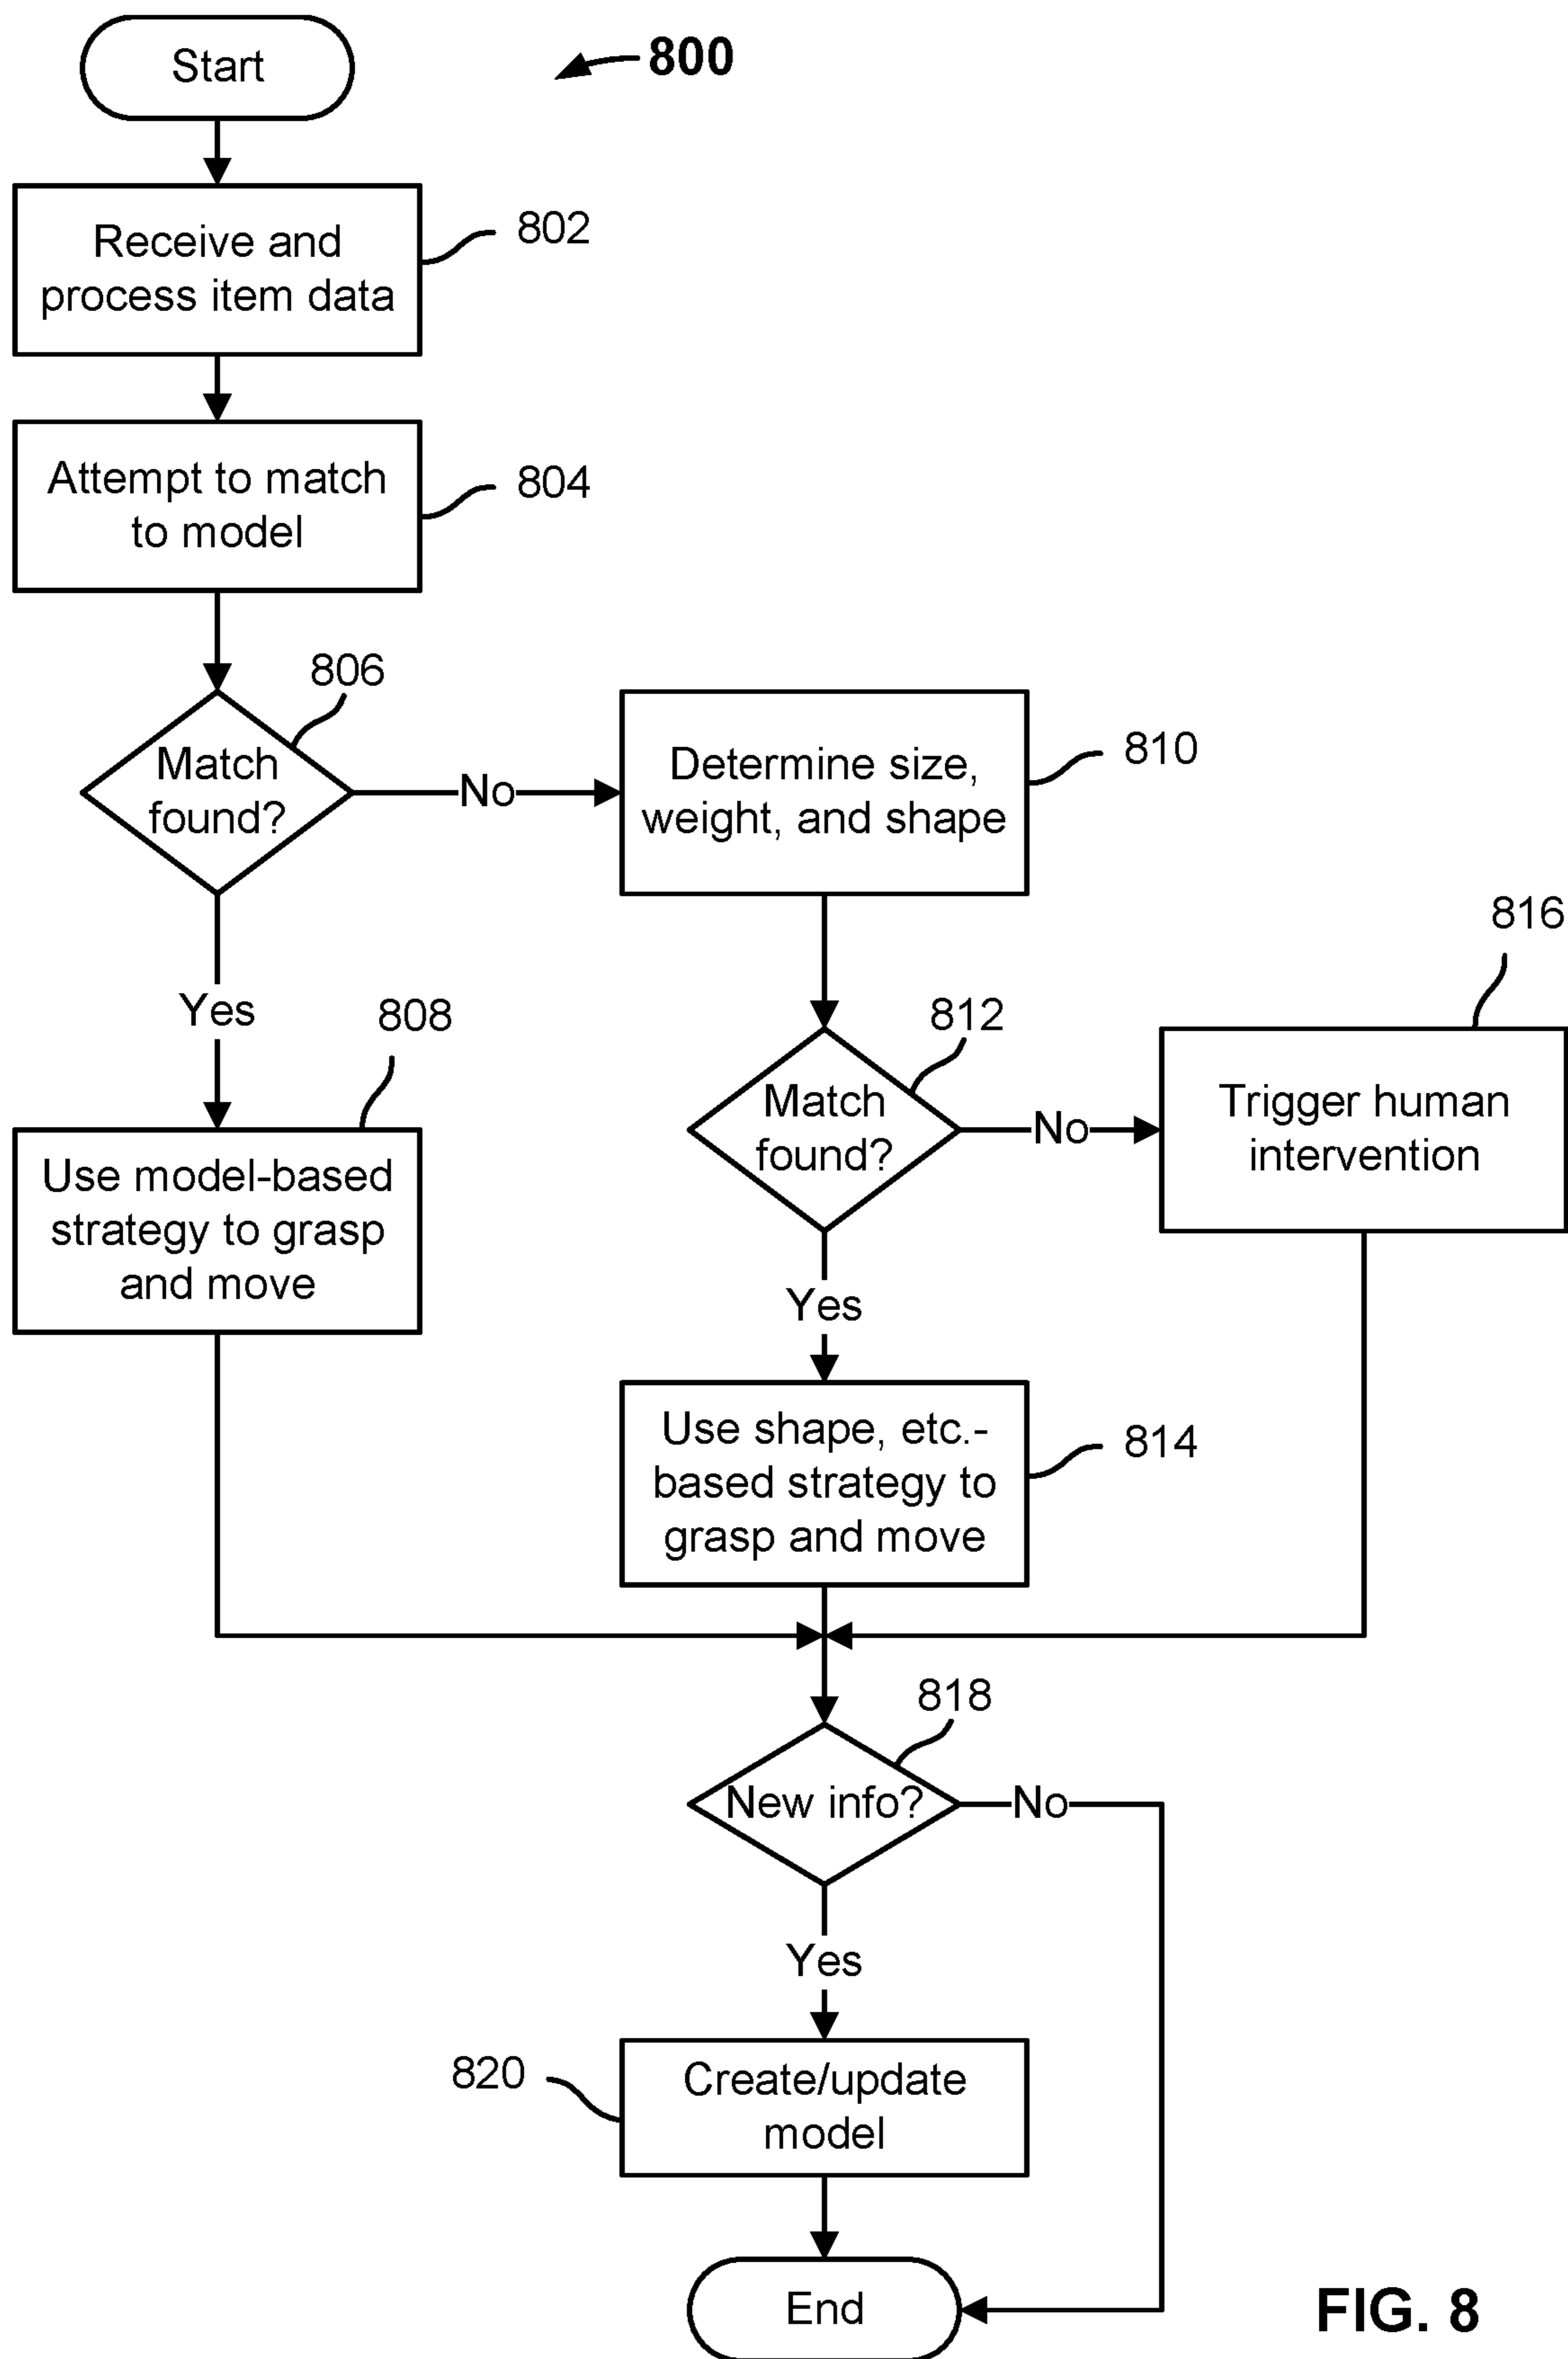 Start
800
Receive and
process item data
802
Attempt to match
to model
804
806
Match
found?
No
Determine size,
weight, and shape
810
816
Yes
808
812
Match
found?
No
Trigger human
intervention
Use model-based
strategy to grasp
and move
Yes
Use shape, etc.-
based strategy to
grasp and move
814
818
New info?
No
Yes
820
Create/update
model
End
FIG. 8